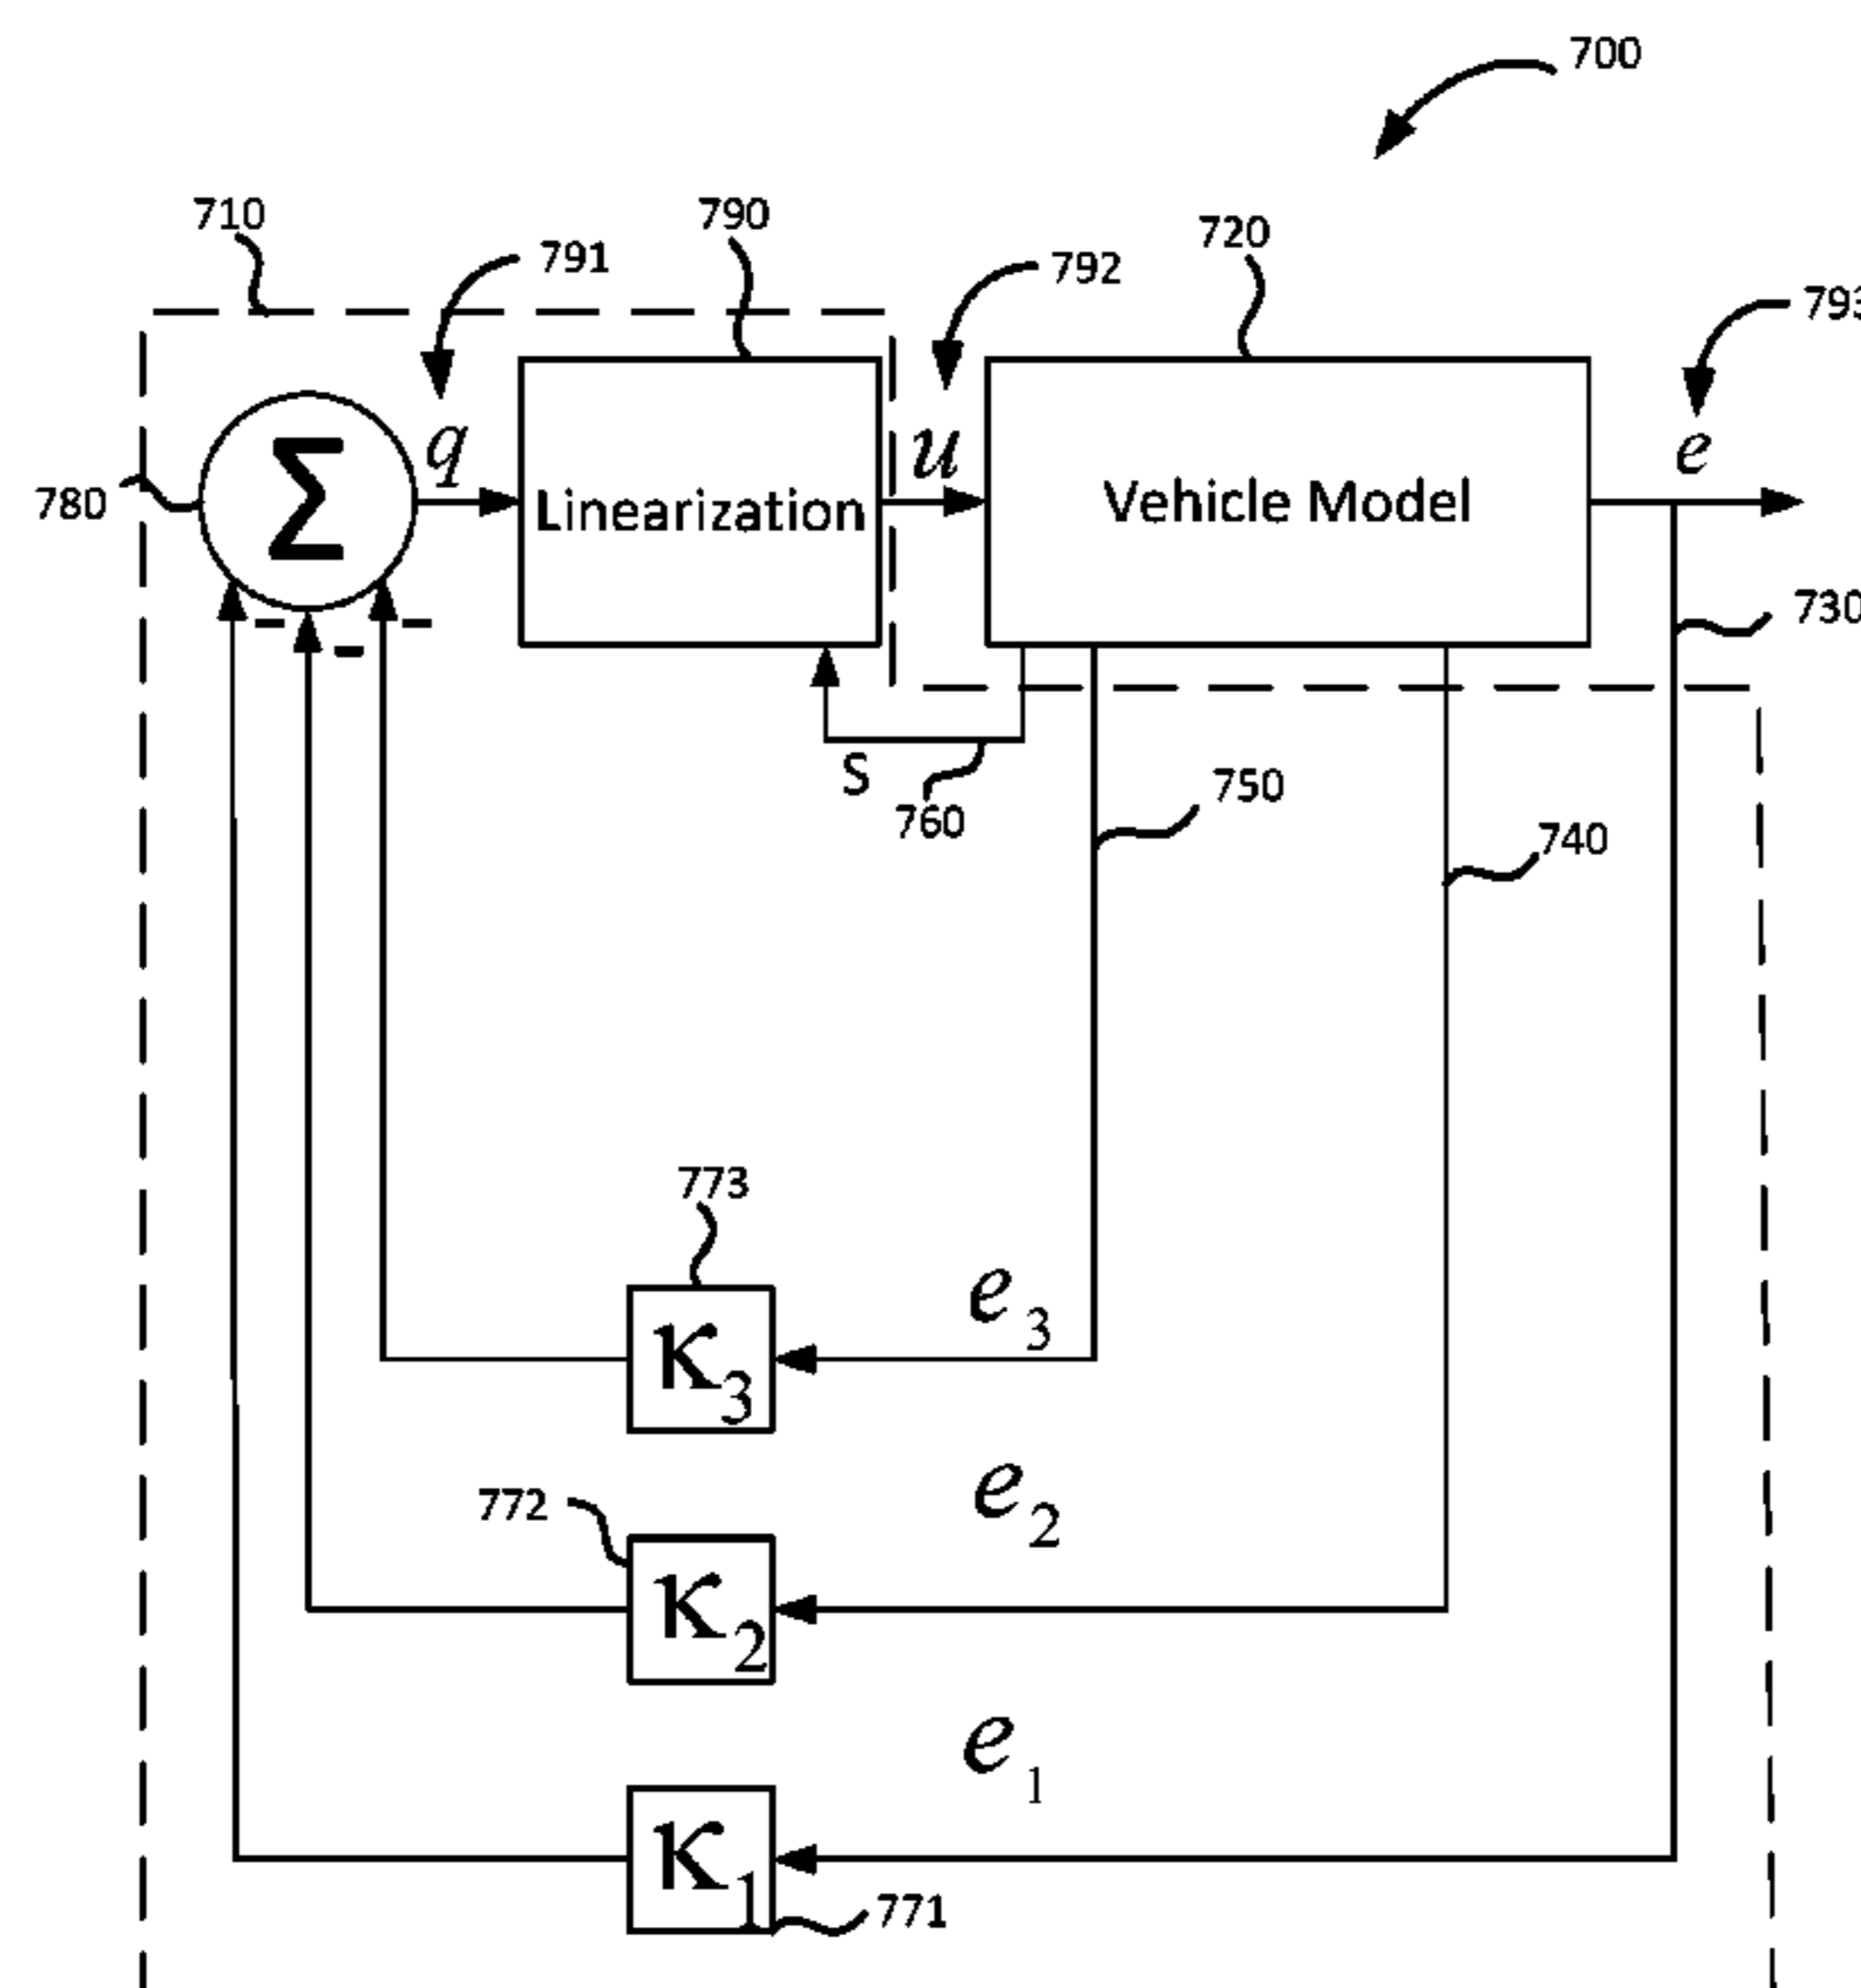 700
710
790
720
791
792
793
q
u
e
Σ
Linearization
Vehicle Model
780
730
- - -
S
760
750
740
773
e3
K3
e2
772
K2
e1
K1
771